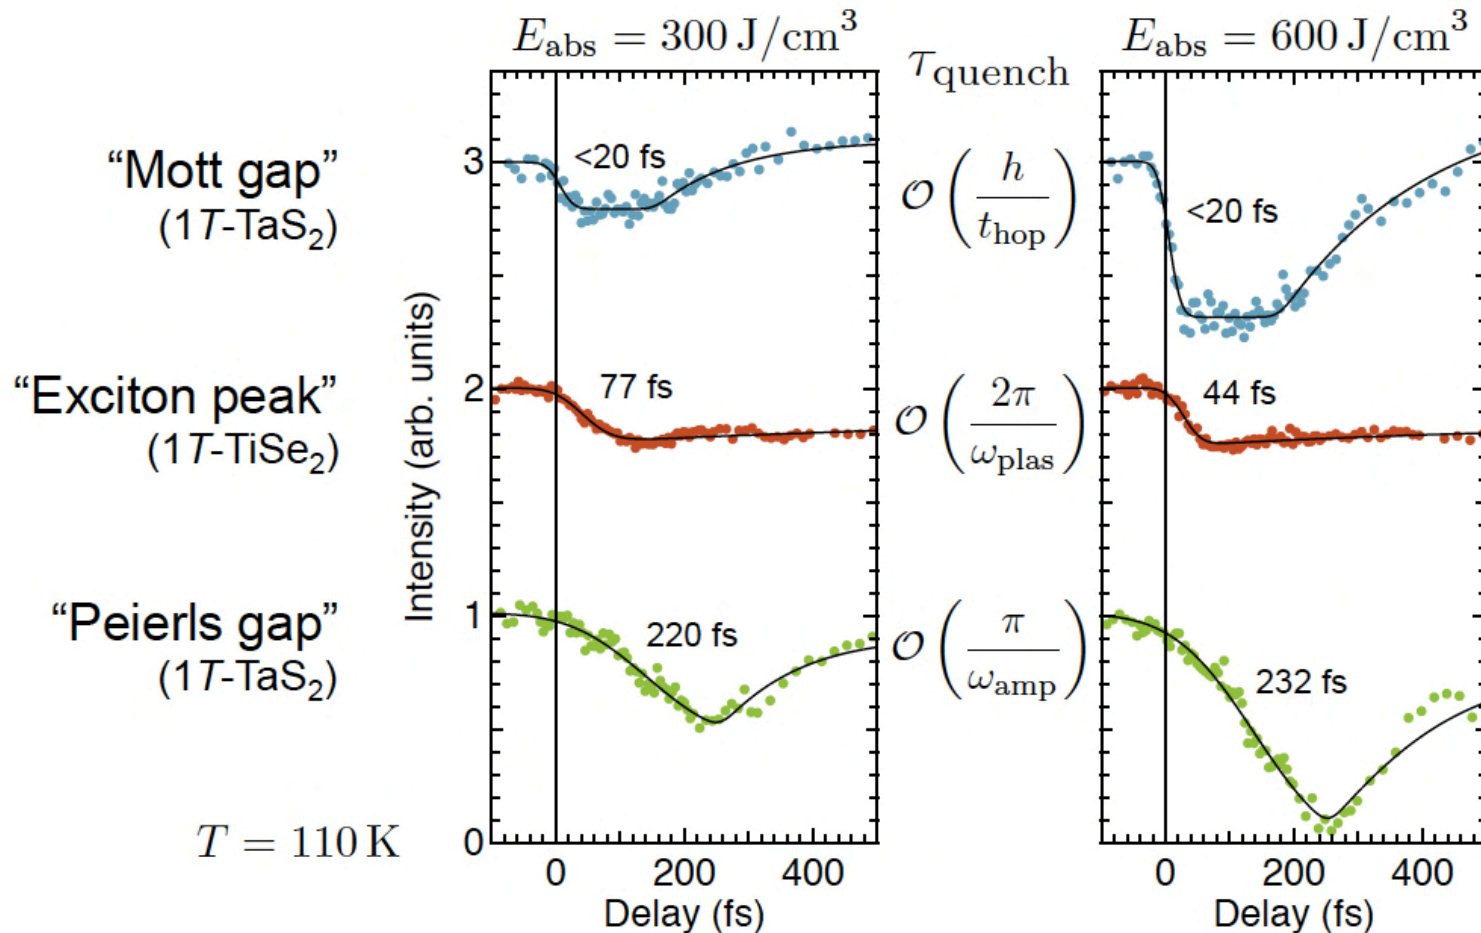 E_abs = 300 J/cm³
τ_quench
E_abs = 600 J/cm³
“Mott gap”
(1T-TaS₂)
“Exciton peak”
(1T-TiSe₂)
“Peierls gap”
(1T-TaS₂)
T = 110 K
Intensity (arb. units)
3
2
1
0
<20 fs
77 fs
220 fs
0
200
400
Delay (fs)
𝒪(h/t_hop)
𝒪(2π/ω_plas)
𝒪(π/ω_amp)
<20 fs
44 fs
232 fs
0
200
400
Delay (fs)